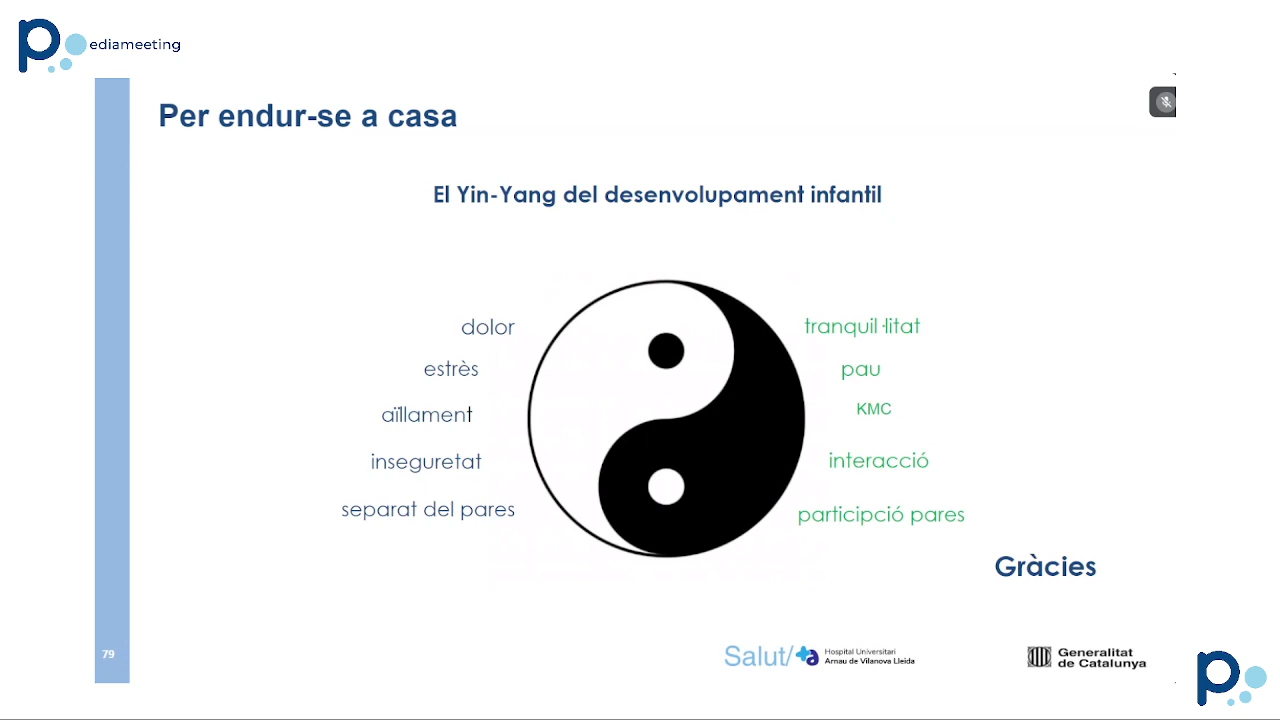 Pediameeting
Per endur-se a casa
El Yin-Yang del desenvolupament infantil
dolor
tranquil·litat
estrès
pau
aïllament
KMC
inseguretat
interacció
separat del pares
participció pares
Gràcies
79
Salut/
Hospital Universitari
Arnau de Vilanova Lleida
Generalitat
de Catalunya
P